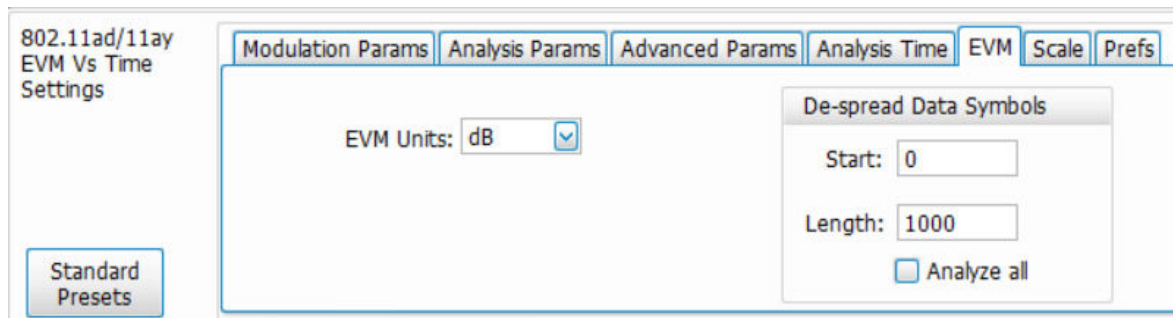 802.11ad/11ay
EVM Vs Time
Settings
Modulation Params Analysis Params Advanced Params Analysis Time EVM Scale Prefs
De-spread Data Symbols
EVM Units: dB
Start: 0
Length: 1000
Analyze all
Standard
Presets